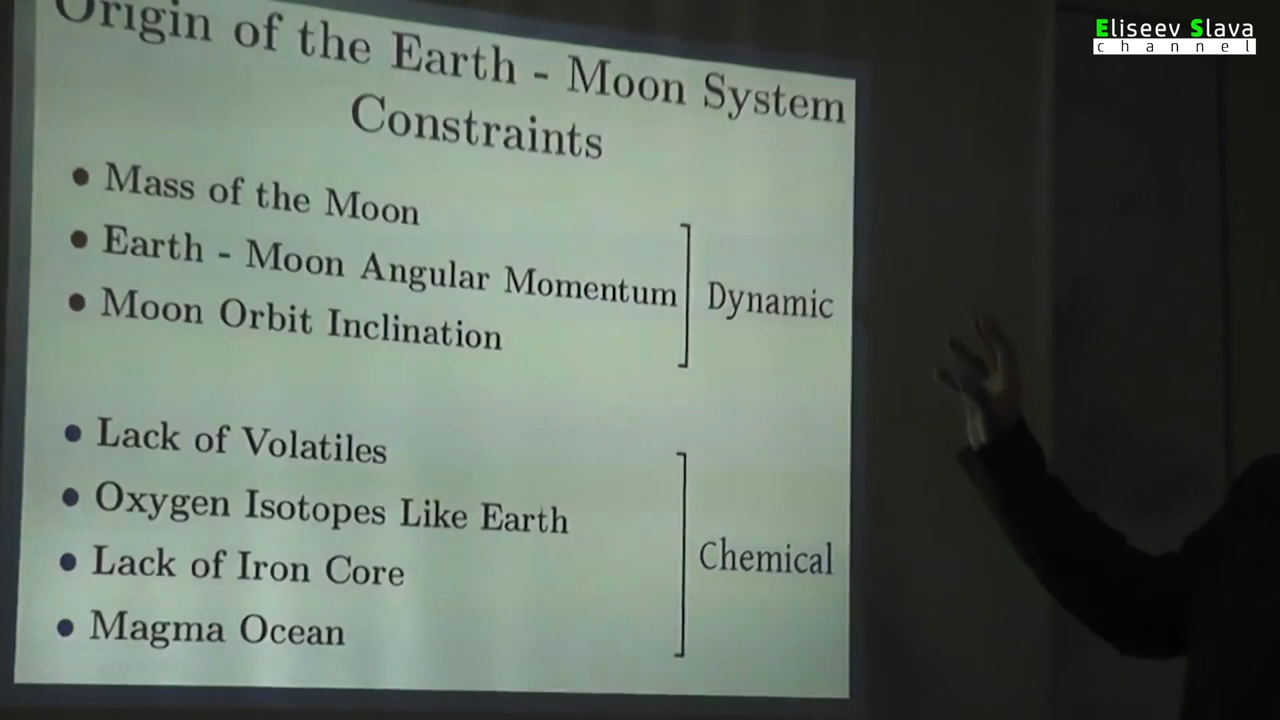 Eliseev Slava
channel
Origin of the Earth - Moon System
Constraints
• Mass of the Moon
• Earth - Moon Angular Momentum
• Moon Orbit Inclination
Dynamic
• Lack of Volatiles
• Oxygen Isotopes Like Earth
• Lack of Iron Core
• Magma Ocean
Chemical